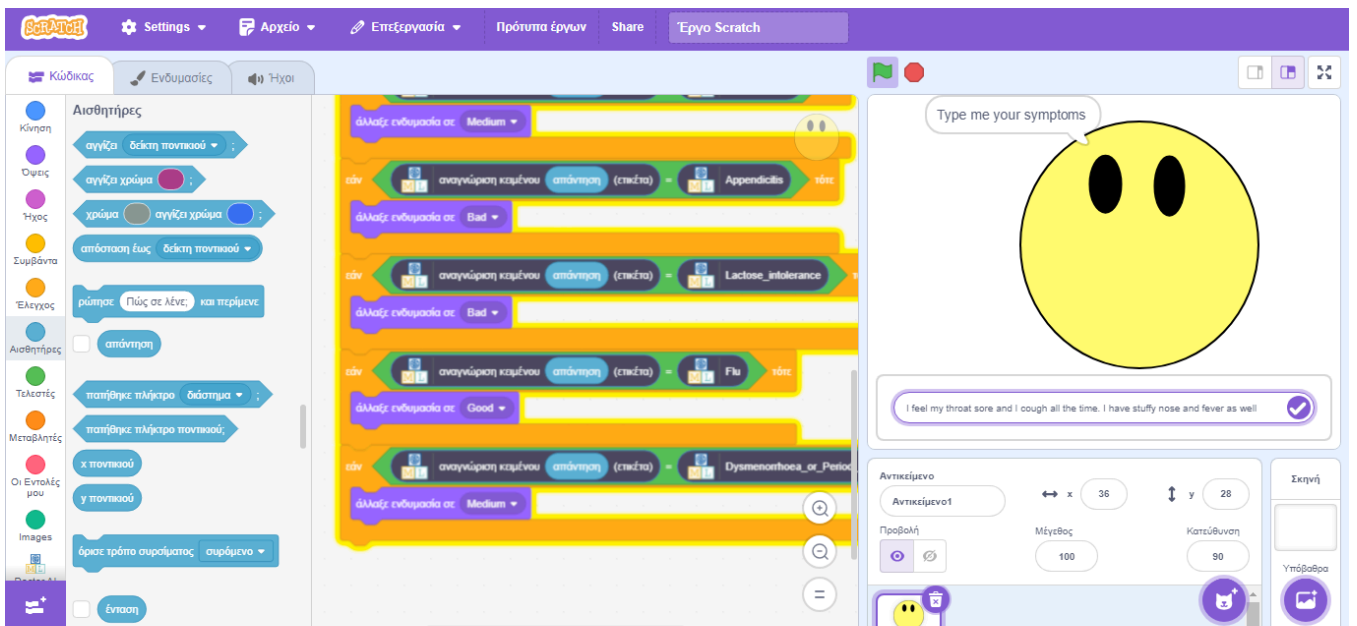 SCRATCH Settings Αρχείο Επεξεργασία Πρότυπα έργων Share Έργο Scratch
Κώδικας Ενδυμασίες Ήχοι
Κίνηση
Όψεις
Ήχος
Συμβάντα
Έλεγχος
Αισθητήρες
Τελεστές
Μεταβλητές
Οι Εντολές
μου
Images
Αισθητήρες
αγγίζει δείκτη ποντικιού ;
αγγίζει χρώμα ;
χρώμα αγγίζει χρώμα ;
απόσταση έως δείκτη ποντικιού
ρώτησε Πώς σε λένε; και περίμενε
απάντηση
πατήθηκε πλήκτρο διάστημα ;
πατήθηκε πλήκτρο ποντικιού;
x ποντικιού
y ποντικιού
όρισε τρόπο συρσίματος συρόμενο
ένταση
άλλαξε ενδυμασία σε Medium
εάν αναγνώριση κειμένου απάντηση (ετικέτα) = Appendicitis τότε
άλλαξε ενδυμασία σε Bad
εάν αναγνώριση κειμένου απάντηση (ετικέτα) = Lactose_intolerance
άλλαξε ενδυμασία σε Bad
εάν αναγνώριση κειμένου απάντηση (ετικέτα) = Flu τότε
άλλαξε ενδυμασία σε Good
εάν αναγνώριση κειμένου απάντηση (ετικέτα) = Dysmenorrhoea_or_Period
άλλαξε ενδυμασία σε Medium
Type me your symptoms
I feel my throat sore and I cough all the time. I have stuffy nose and fever as well
Αντικείμενο
Αντικείμενο1 x 36 y 28
Προβολή Μέγεθος Κατεύθυνση
100 90
Σκηνή
Υπόβαθρα